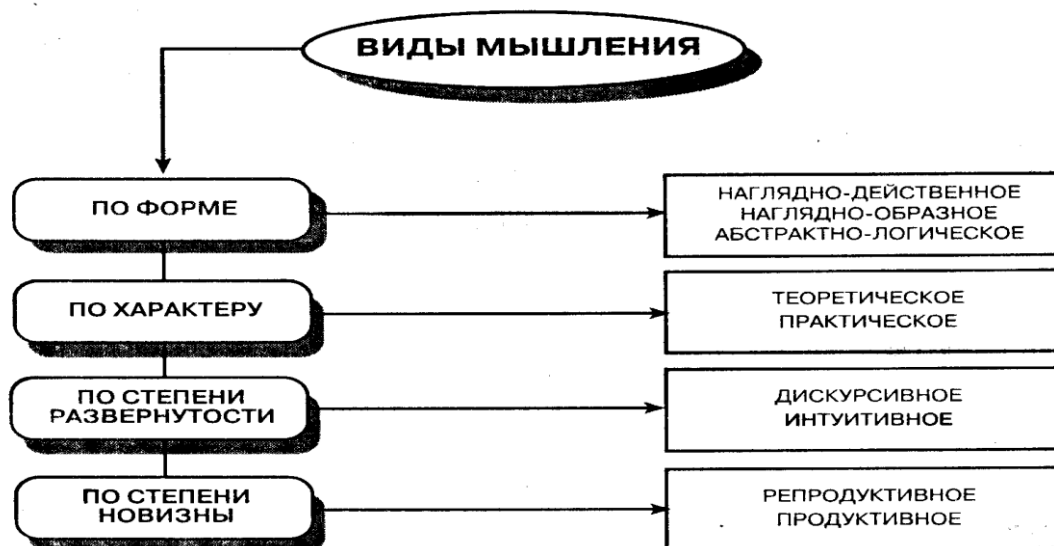 ВИДЫ МЫШЛЕНИЯ
ПО ФОРМЕ
НАГЛЯДНО-ДЕЙСТВЕННОЕ
НАГЛЯДНО-ОБРАЗНОЕ
АБСТРАКТНО-ЛОГИЧЕСКОЕ
ПО ХАРАКТЕРУ
ТЕОРЕТИЧЕСКОЕ
ПРАКТИЧЕСКОЕ
ПО СТЕПЕНИ
РАЗВЕРНУТОСТИ
ДИСКУРСИВНОЕ
ИНТУИТИВНОЕ
ПО СТЕПЕНИ
НОВИЗНЫ
РЕПРОДУКТИВНОЕ
ПРОДУКТИВНОЕ